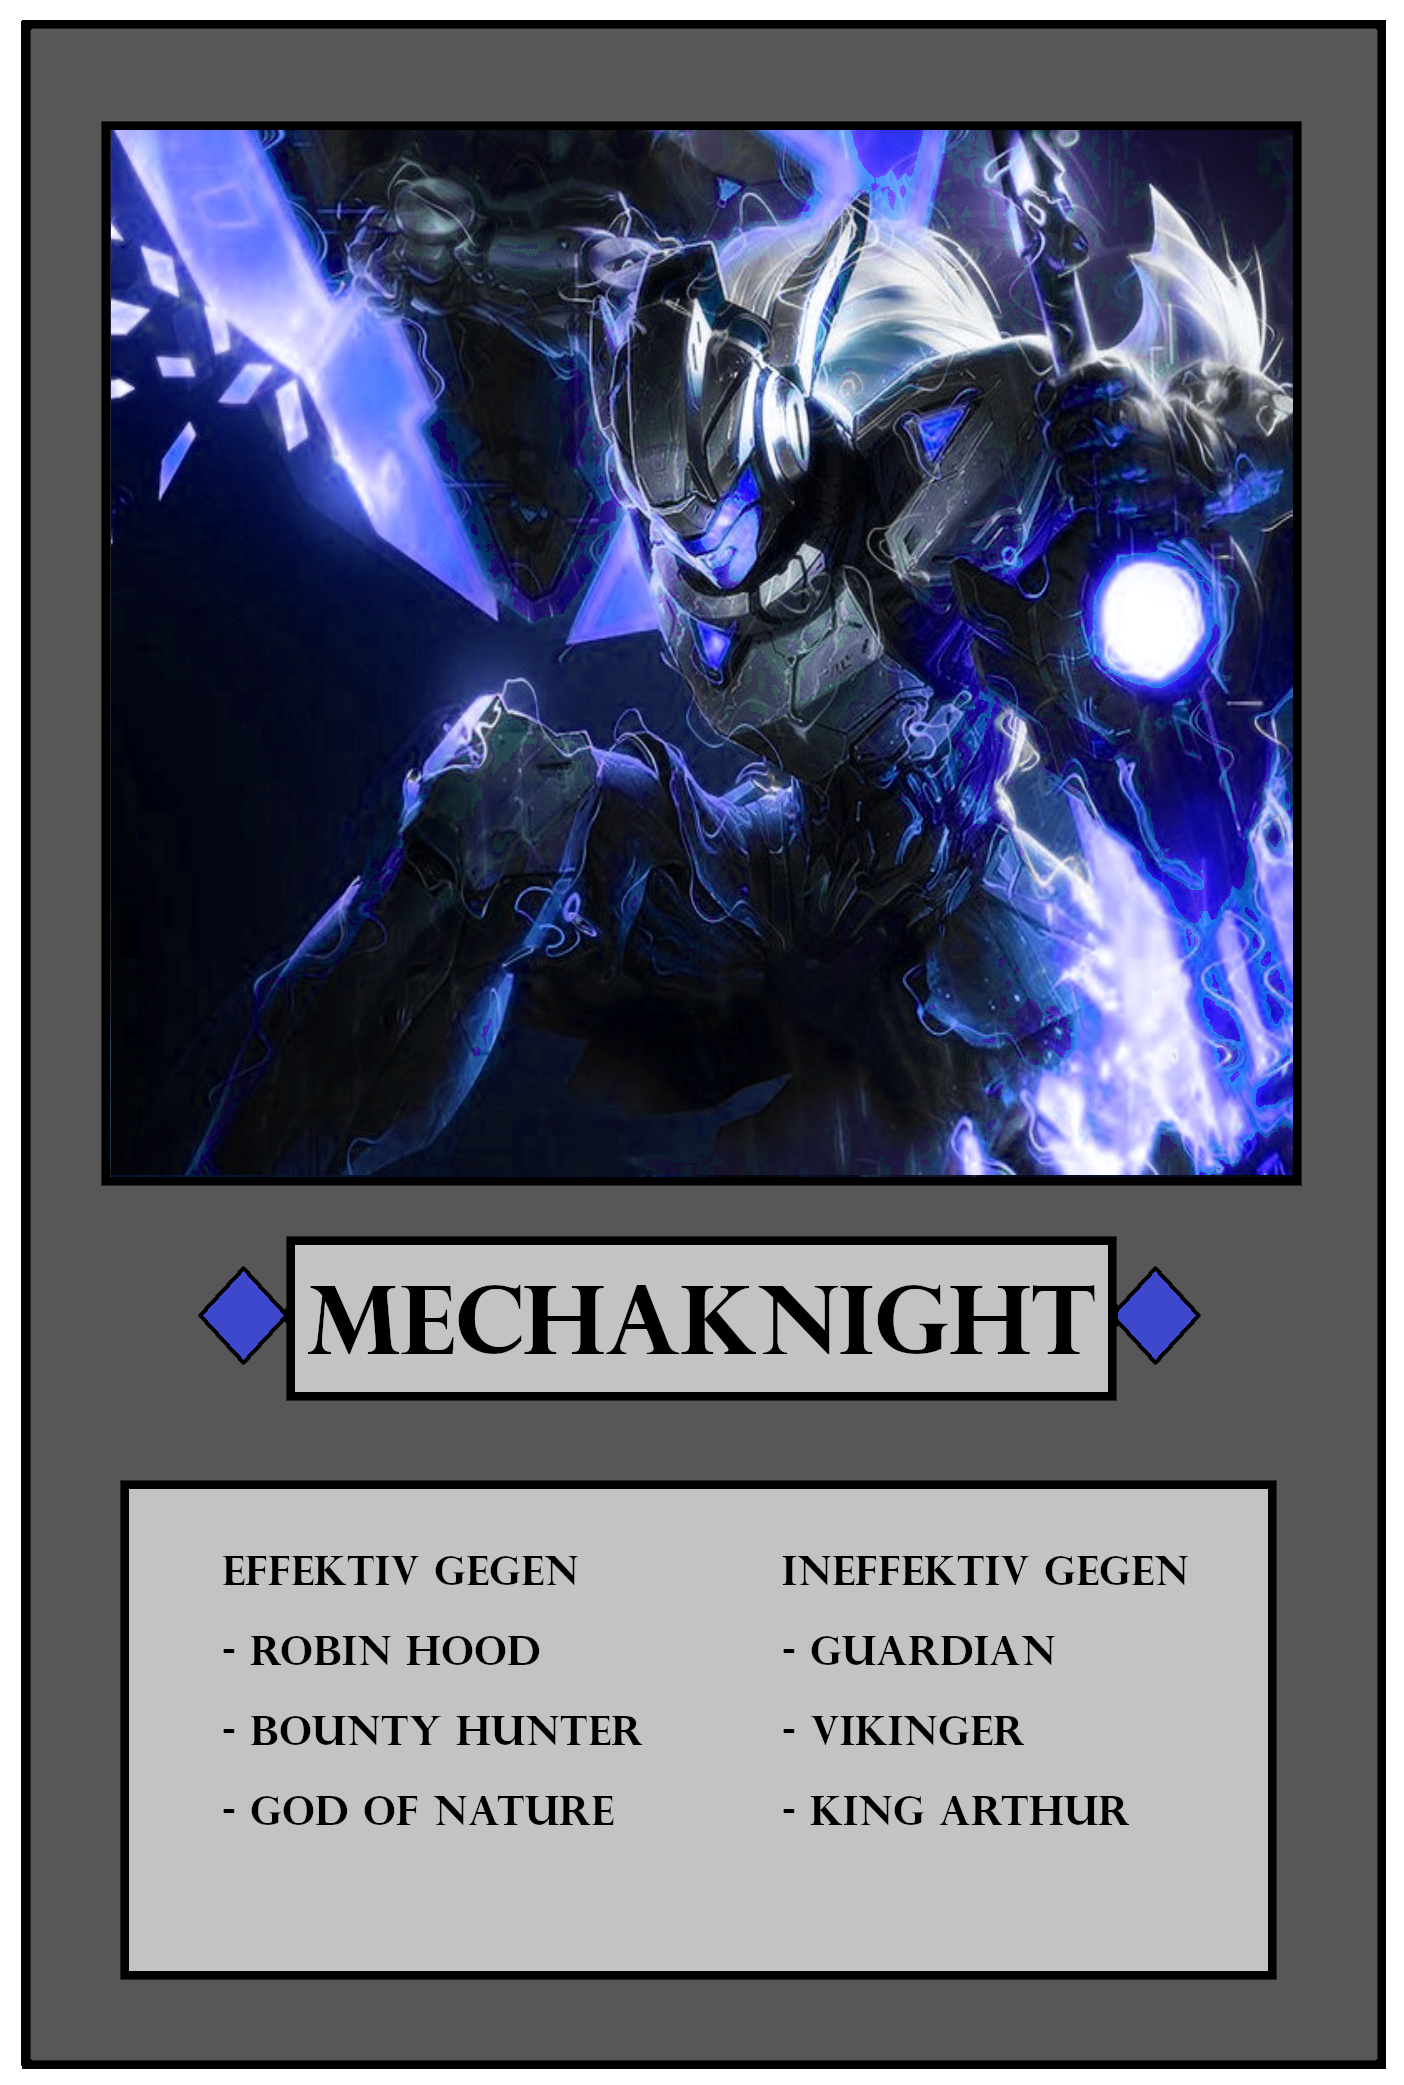 MECHAKNIGHT
EFFEKTIV GEGEN
- ROBIN HOOD
- BOUNTY HUNTER
- GOD OF NATURE
INEFFEKTIV GEGEN
- GUARDIAN
- VIKINGER
- KING ARTHUR